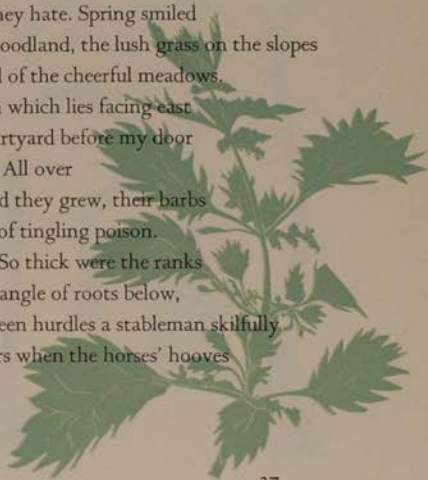 hey hate. Spring smiled
oodland, the lush grass on the slopes
l of the cheerful meadows.
which lies facing east
rtyard before my door
All over
d they grew, their barbs
of tingling poison.
So thick were the ranks
angle of roots below,
een hurdles a stableman skilfully
rs when the horses' hooves
37